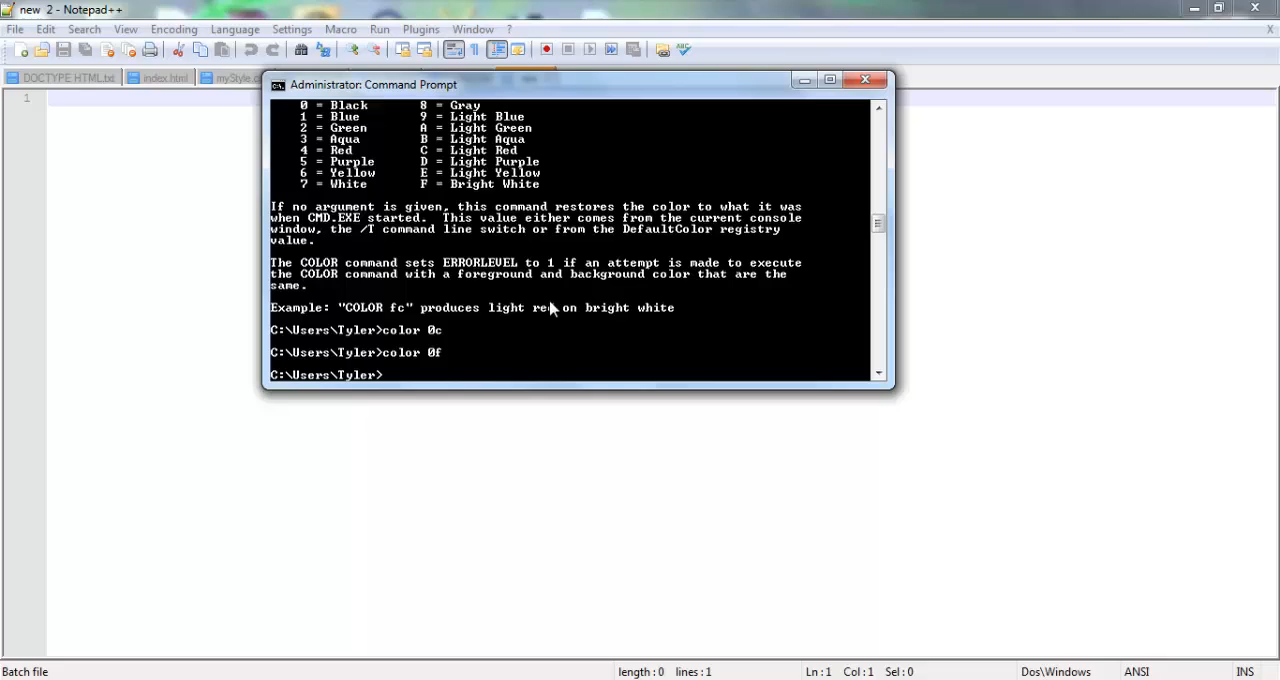 new 2 - Notepad++
File Edit Search View Encoding Language Settings Macro Run Plugins Window ? X
DOCTYPE HTML.txt index.html
Administrator: Command Prompt
1
0 = Black 8 = Gray
1 = Blue 9 = Light Blue
2 = Green A = Light Green
3 = Aqua B = Light Aqua
4 = Red C = Light Red
5 = Purple D = Light Purple
6 = Yellow E = Light Yellow
7 = White F = Bright White
If no argument is given, this command restores the color to what it was
when CMD.EXE started. This value either comes from the current console
window, the /T command line switch or from the DefaultColor registry
value.
The COLOR command sets ERRORLEVEL to 1 if an attempt is made to execute
the COLOR command with a foreground and background color that are the
same.
Example: "COLOR fc" produces light red on bright white
C:\Users\Tyler>color 0c
C:\Users\Tyler>color 0f
C:\Users\Tyler>
Batch file length : 0 lines : 1 Ln : 1 Col : 1 Sel : 0 Dos\Windows ANSI INS